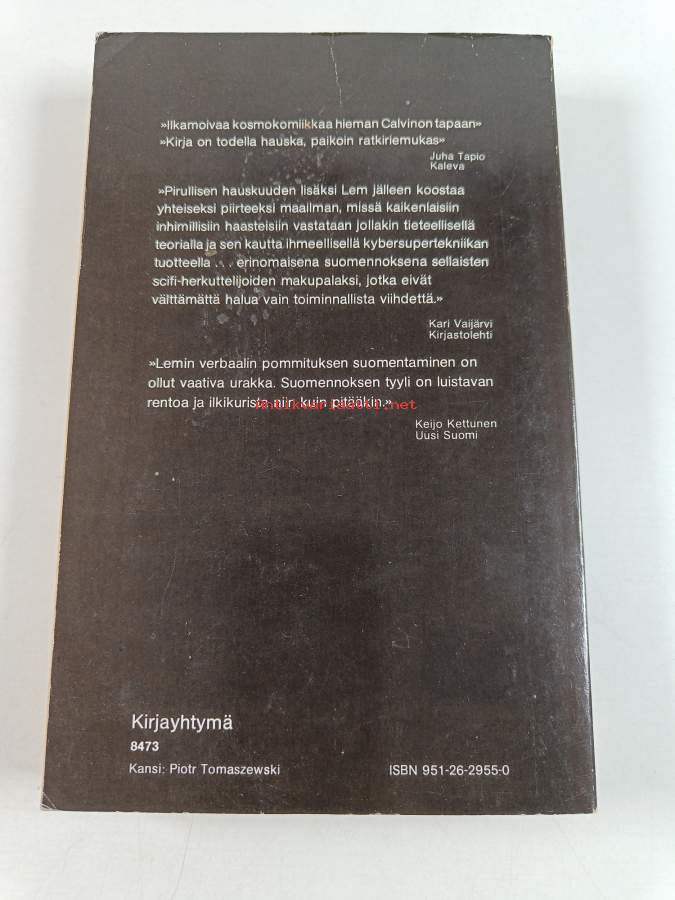 »Ilkamoivaa kosmokomiikkaa hieman Calvinon tapaan»
»Kirja on todella hauska, paikoin ratkiriemukas»
Juha Tapio
Kaleva
»Pirullisen hauskuuden lisäksi Lem jälleen koostaa
yhteiseksi piirteeksi maailman, missä kaikenlaisiin
inhimillisiin haasteisiin vastataan jollakin tieteellisellä
teorialla ja sen kautta ihmeellisellä kybersupertekniikan
tuotteella . . . erinomaisena suomennoksena sellaisten
scifi-herkuttelijoiden makupalaksi, jotka eivät
välttämättä halua vain toiminnallista viihdettä.»
Kari Vaijärvi
Kirjastolehti
»Lemin verbaalin pommituksen suomentaminen on
ollut vaativa urakka. Suomennoksen tyyli on luistavan
rentoa ja ilkikurista niin kuin pitääkin.»
Antikvariaatti.net
Keijo Kettunen
Uusi Suomi
Kirjayhtymä
8473
Kansi: Piotr Tomaszewski
ISBN 951-26-2955-0